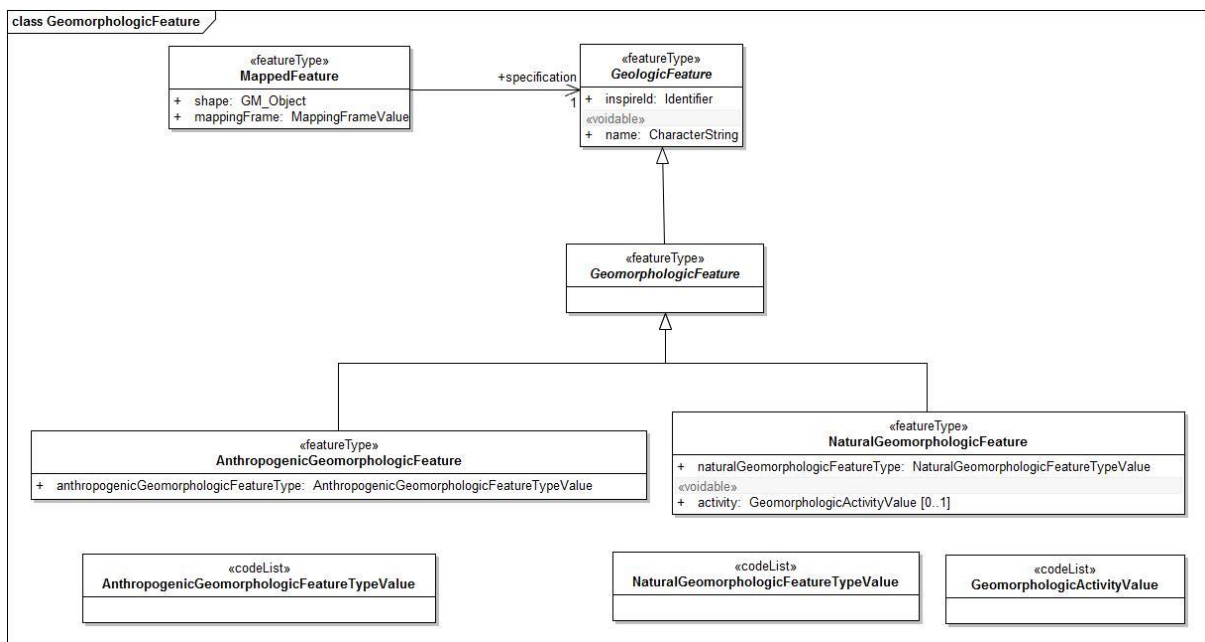 class GeomorphologicFeature
«featureType»
MappedFeature
+ shape: GM_Object
+ mappingFrame: MappingFrameValue
+specification
1
«featureType»
GeologicFeature
+ inspireId: Identifier
«voidable»
+ name: CharacterString
«featureType»
GeomorphologicFeature
«featureType»
AnthropogenicGeomorphologicFeature
+ anthropogenicGeomorphologicFeatureType: AnthropogenicGeomorphologicFeatureTypeValue
«featureType»
NaturalGeomorphologicFeature
+ naturalGeomorphologicFeatureType: NaturalGeomorphologicFeatureTypeValue
«voidable»
+ activity: GeomorphologicActivityValue [0..1]
«codeList»
AnthropogenicGeomorphologicFeatureTypeValue
«codeList»
NaturalGeomorphologicFeatureTypeValue
«codeList»
GeomorphologicActivityValue